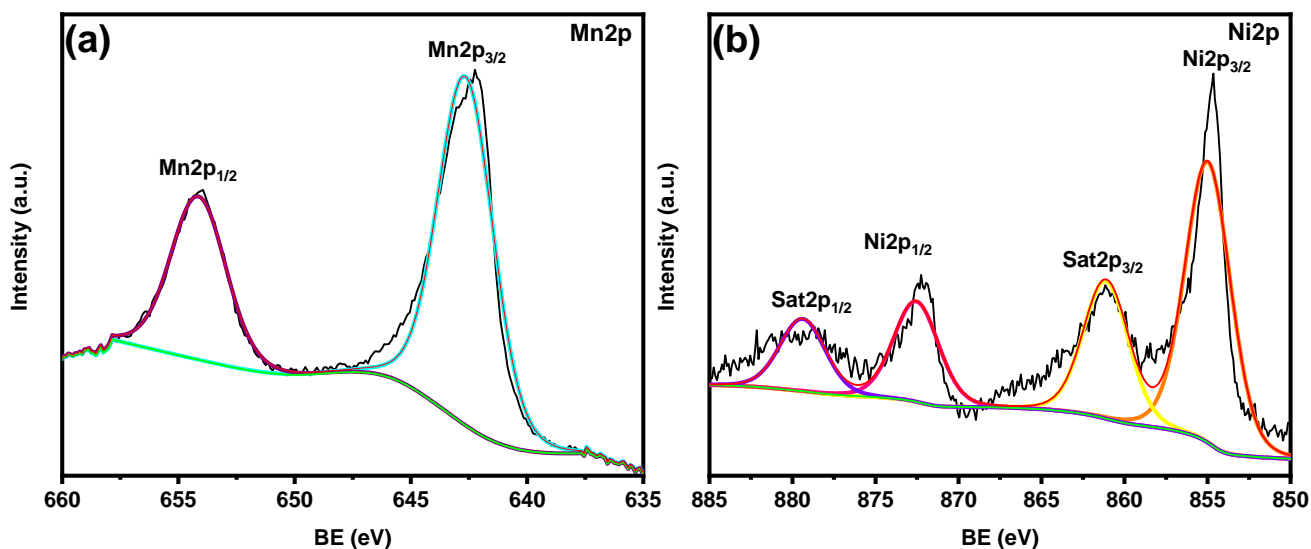 (a)
Mn2p
Mn2p3/2
Mn2p1/2
Intensity (a.u.)
660 655 650 645 640 635
BE (eV)
(b)
Ni2p
Ni2p3/2
Sat2p3/2
Ni2p1/2
Sat2p1/2
Intensity (a.u.)
885 880 875 870 865 860 855 850
BE (eV)